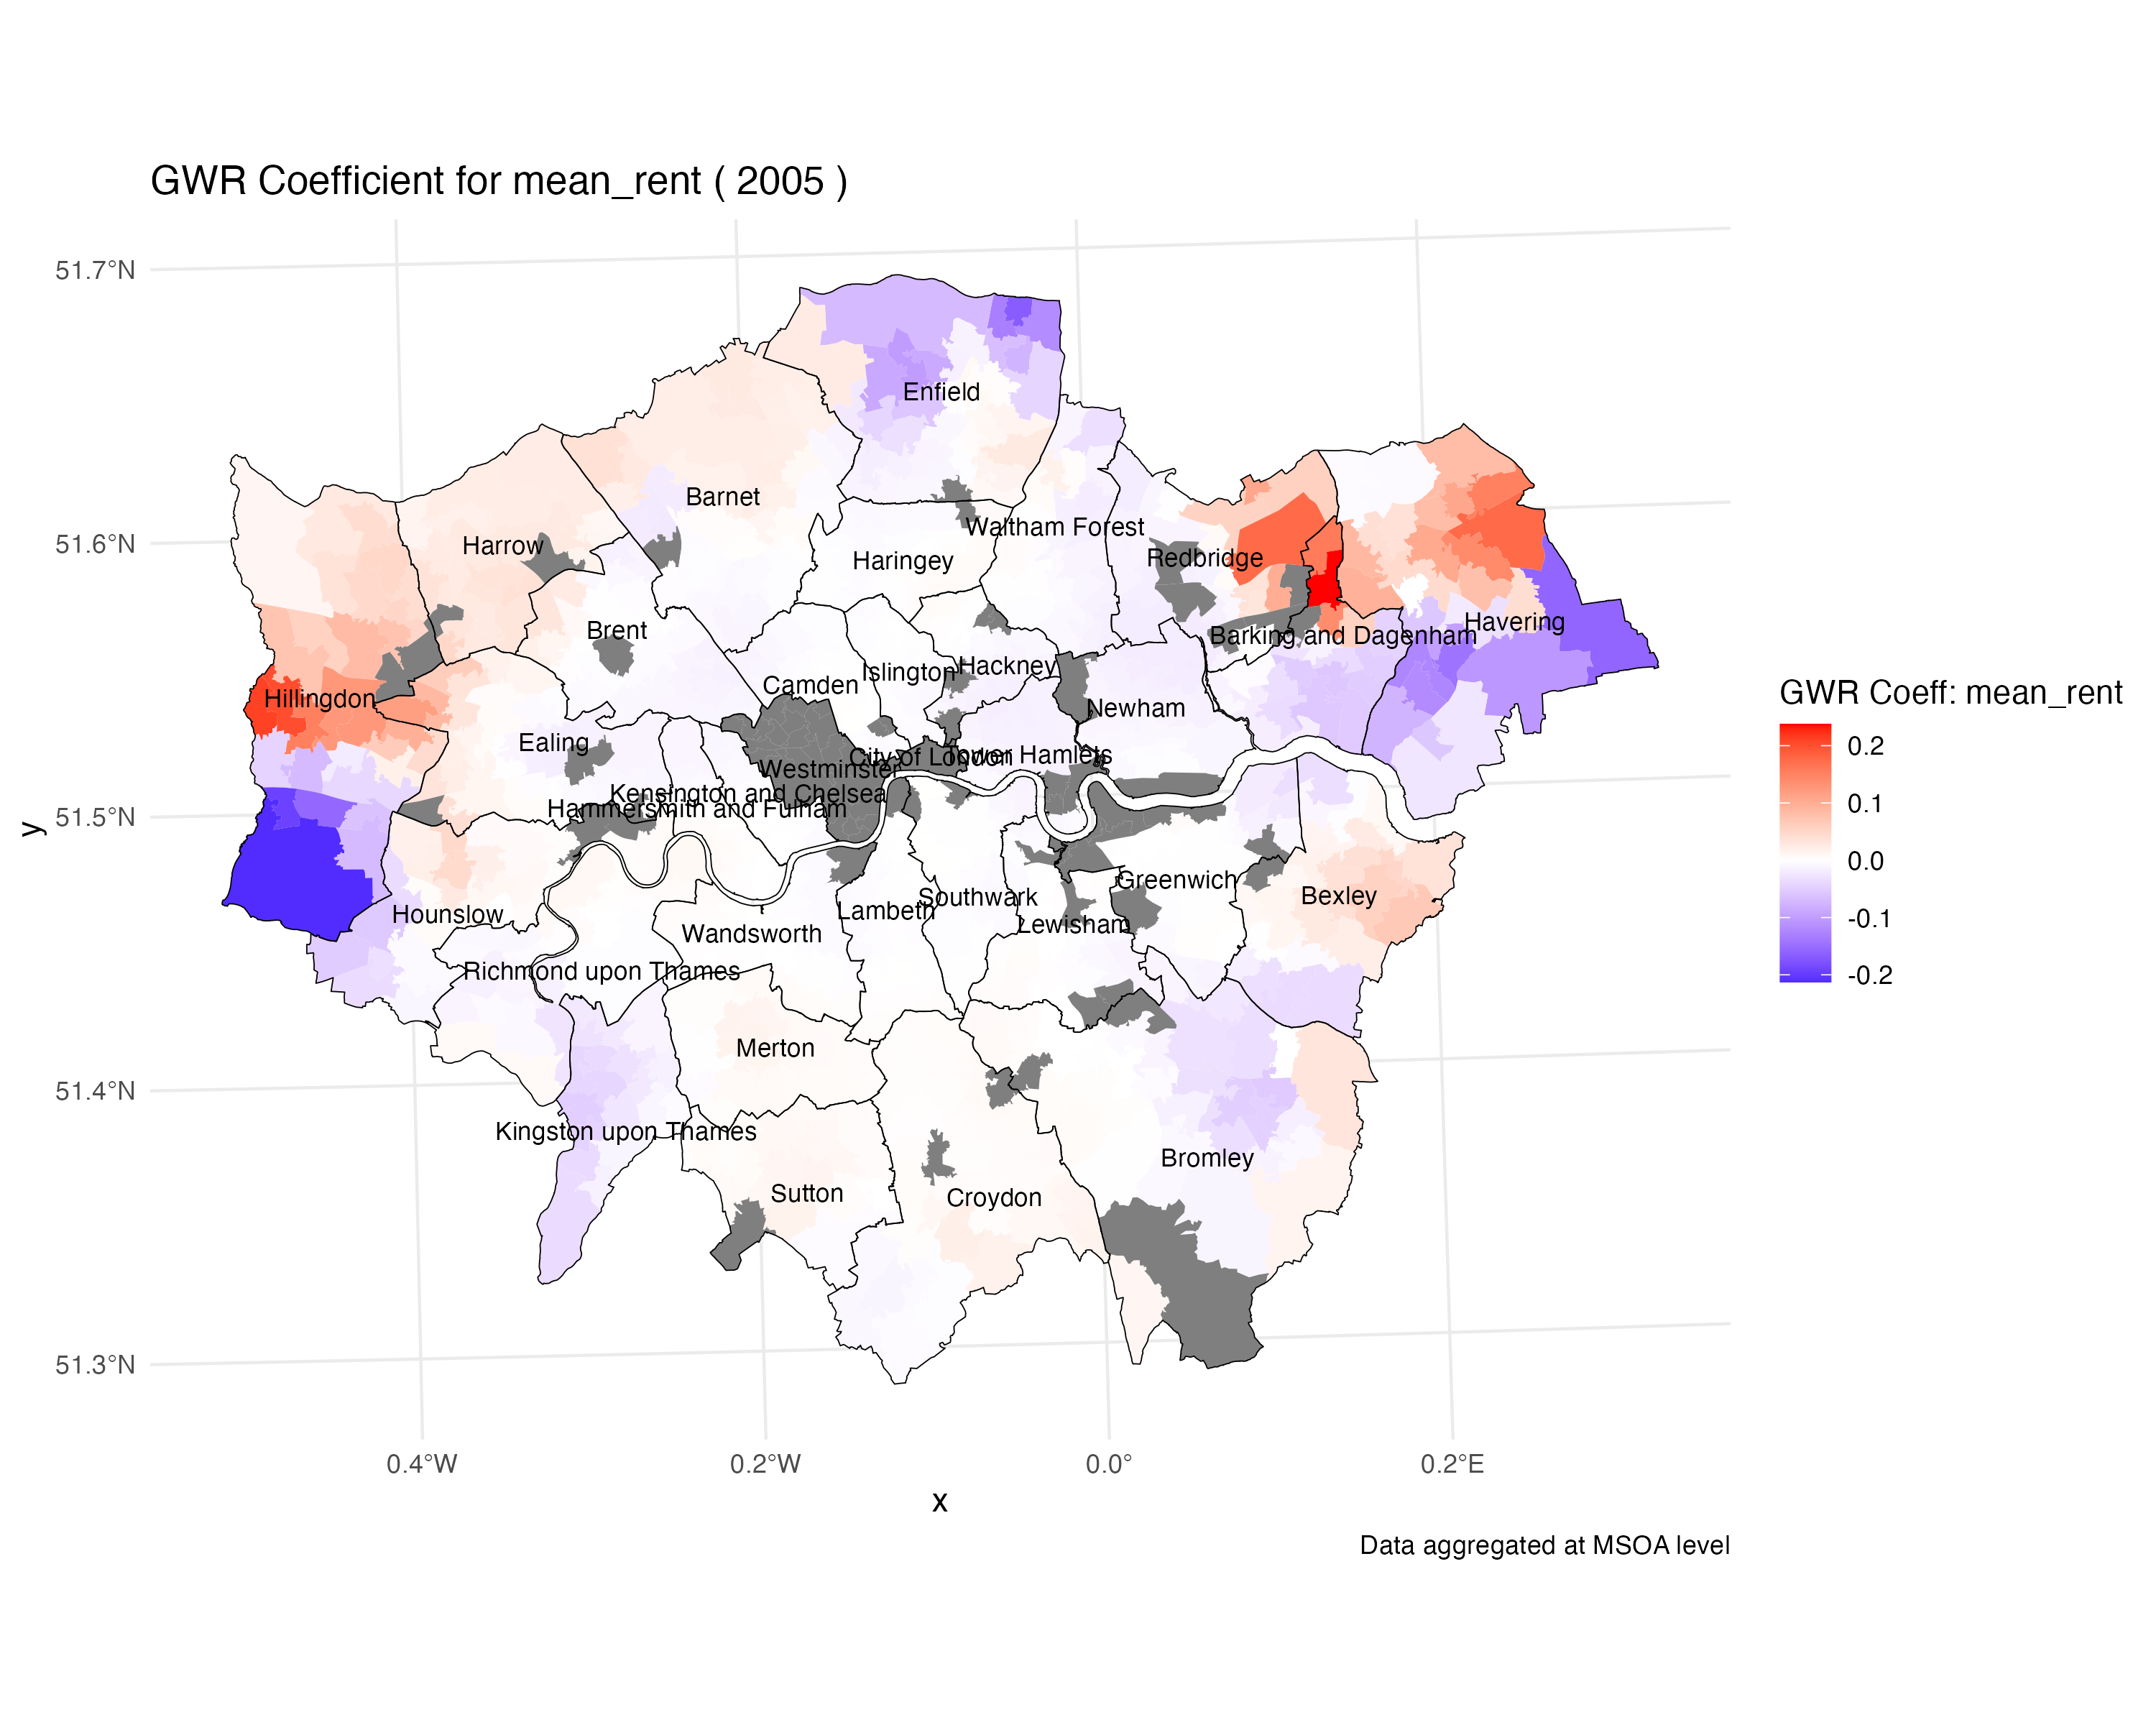 GWR Coefficient for mean_rent ( 2005 )
51.7°N
51.6°N
51.5°N
51.4°N
51.3°N
y
Enfield
Barnet
Harrow
Waltham Forest
Haringey
Redbridge
Havering
Brent
Barking and Dagenham
Islington
Hackney
Camden
Hillingdon
Newham
Ealing
City of London
Tower Hamlets
Westminster
Kensington and Chelsea
Hammersmith and Fulham
Greenwich
Bexley
Southwark
Hounslow
Lambeth
Lewisham
Wandsworth
Richmond upon Thames
Merton
Kingston upon Thames
Bromley
Sutton
Croydon
GWR Coeff: mean_rent
0.2
0.1
0.0
-0.1
-0.2
0.4°W
0.2°W
0.0°
0.2°E
x
Data aggregated at MSOA level